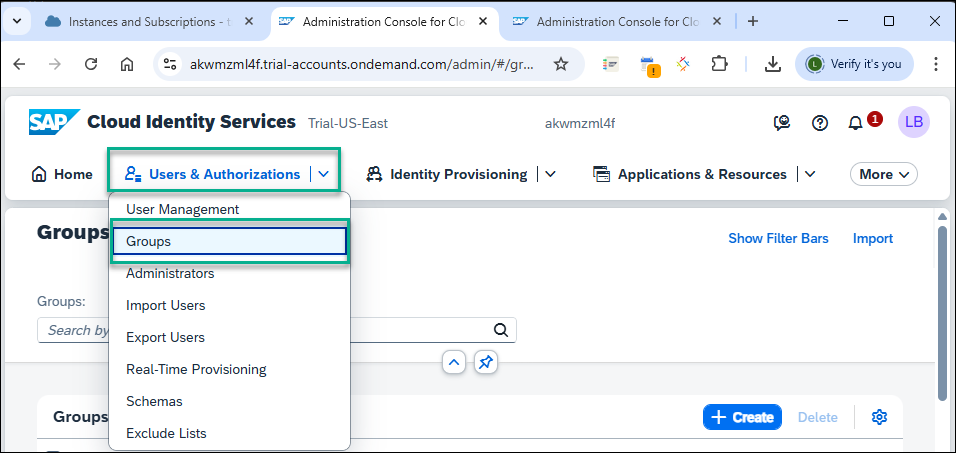 Instances and Subscriptions - t
Administration Console for Clo
Administration Console for Clo
akwmzml4f.trial-accounts.ondemand.com/admin/#/gr...
L
Verify it's you
SAP Cloud Identity Services Trial-US-East akwmzml4f 1 LB
Home Users & Authorizations Identity Provisioning Applications & Resources More
User Management
Groups Show Filter Bars Import
Groups
Administrators
Groups:
Import Users
Search by
Export Users
Real-Time Provisioning
Schemas
Groups Create Delete
Exclude Lists